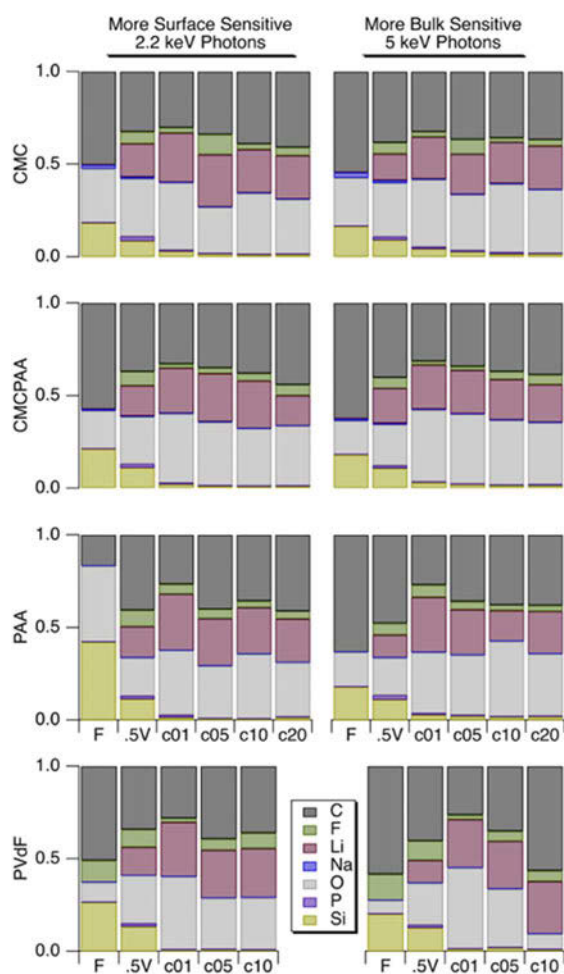 More Surface Sensitive
2.2 keV Photons
More Bulk Sensitive
5 keV Photons
1.0
0.5
0.0
CMC
1.0
0.5
0.0
CMCPAA
1.0
0.5
0.0
PAA
F .5V c01 c05 c10 c20
F .5V c01 c05 c10 c20
1.0
0.5
0.0
PVdF
C
F
Li
Na
O
P
Si
F .5V c01 c05 c10
F .5V c01 c05 c10